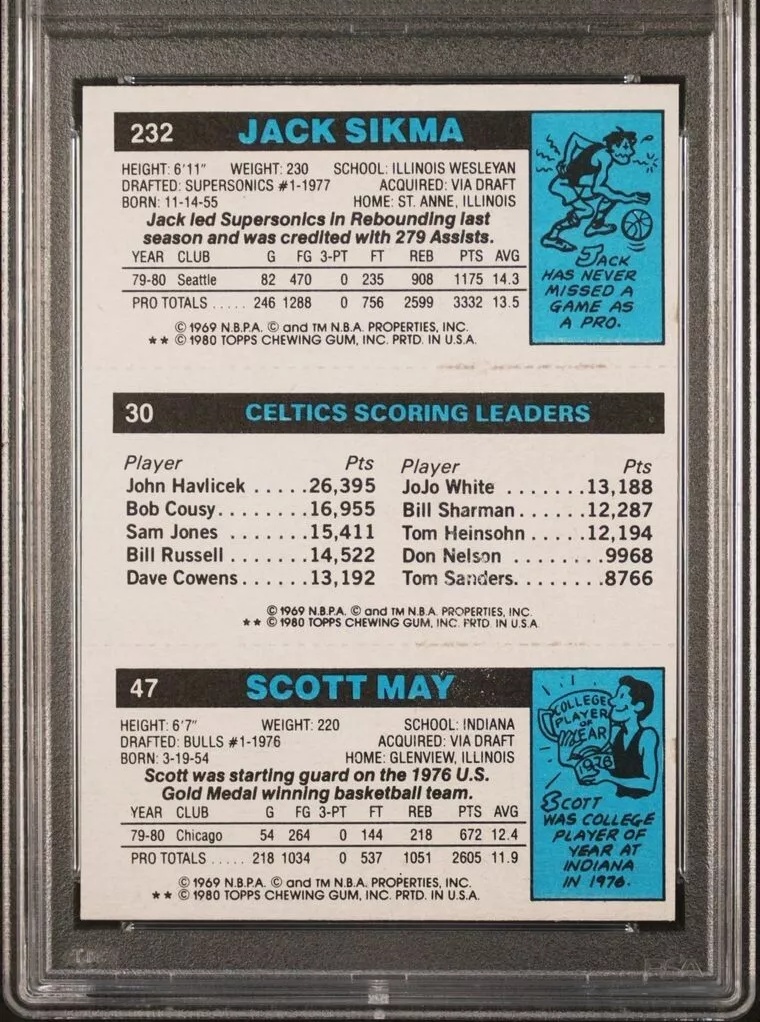 232 JACK SIKMA
HEIGHT: 6'11" WEIGHT: 230 SCHOOL: ILLINOIS WESLEYAN
DRAFTED: SUPERSONICS #1-1977 ACQUIRED: VIA DRAFT
BORN: 11-14-55 HOME: ST. ANNE, ILLINOIS
Jack led Supersonics in Rebounding last
season and was credited with 279 Assists.
YEAR CLUB G FG 3-PT FT REB PTS AVG
79-80 Seattle 82 470 0 235 908 1175 14.3
PRO TOTALS ..... 246 1288 0 756 2599 3332 13.5
© 1969 N.B.P.A. © and TM N.B.A. PROPERTIES, INC.
★★ © 1980 TOPPS CHEWING GUM, INC. PRTD. IN U.S.A.
JACK
HAS NEVER
MISSED A
GAME AS
A PRO.
30 CELTICS SCORING LEADERS
Player Pts Player Pts
John Havlicek .....26,395 JoJo White .......13,188
Bob Cousy........16,955 Bill Sharman......12,287
Sam Jones .......15,411 Tom Heinsohn .....12,194
Bill Russell .......14,522 Don Nelson ........9968
Dave Cowens......13,192 Tom Sanders........8766
© 1969 N.B.P.A. © and TM N.B.A. PROPERTIES, INC.
★★ © 1980 TOPPS CHEWING GUM, INC. PRTD. IN U.S.A.
47 SCOTT MAY
HEIGHT: 6'7" WEIGHT: 220 SCHOOL: INDIANA
DRAFTED: BULLS #1-1976 ACQUIRED: VIA DRAFT
BORN: 3-19-54 HOME: GLENVIEW, ILLINOIS
Scott was starting guard on the 1976 U.S.
Gold Medal winning basketball team.
YEAR CLUB G FG 3-PT FT REB PTS AVG
79-80 Chicago 54 264 0 144 218 672 12.4
PRO TOTALS ..... 218 1034 0 537 1051 2605 11.9
© 1969 N.B.P.A. © and TM N.B.A. PROPERTIES, INC.
★★ © 1980 TOPPS CHEWING GUM, INC. PRTD. IN U.S.A.
COLLEGE
PLAYER
OF
YEAR
1976
SCOTT
WAS COLLEGE
PLAYER OF
YEAR AT
INDIANA
IN 1976.
PSA